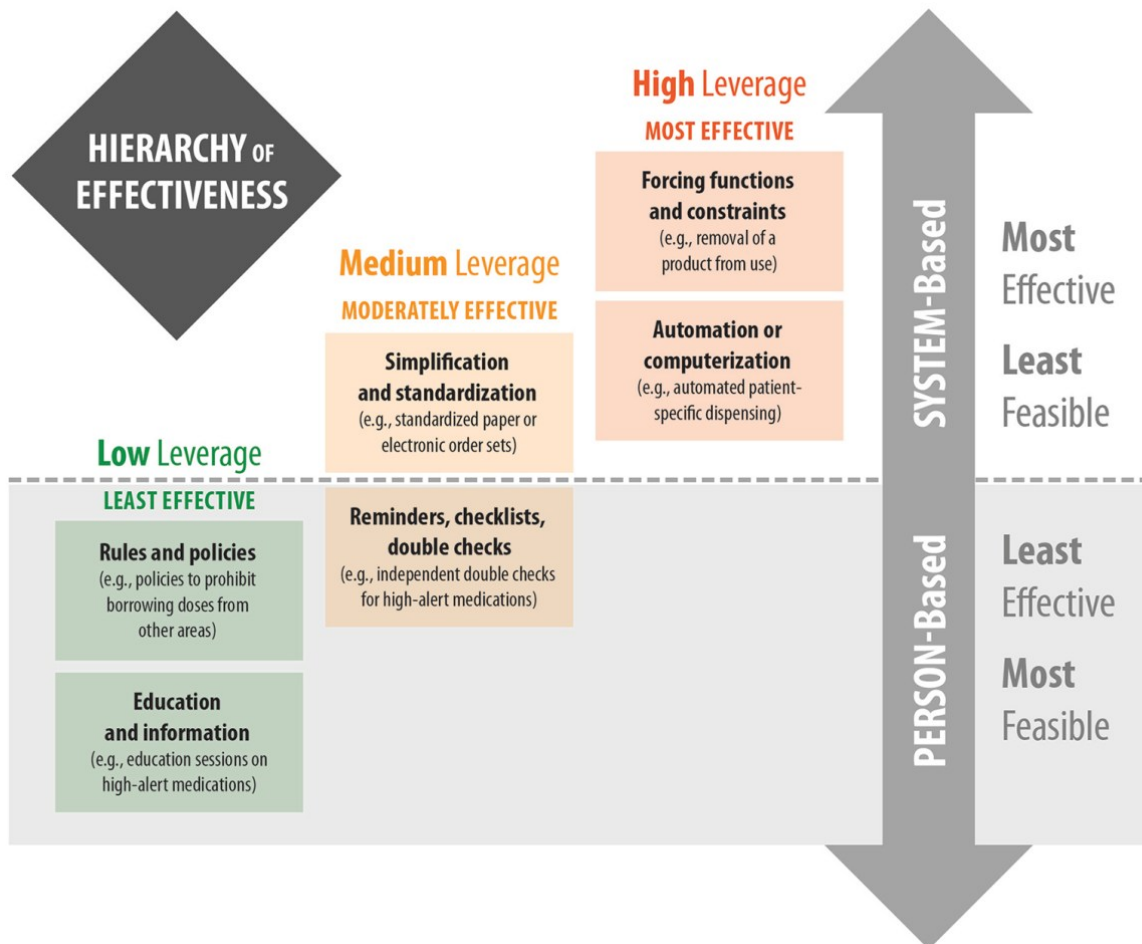 HIERARCHY OF
EFFECTIVENESS
High Leverage
MOST EFFECTIVE
Forcing functions
and constraints
(e.g., removal of a
product from use)
Automation or
computerization
(e.g., automated patient-
specific dispensing)
Medium Leverage
MODERATELY EFFECTIVE
Simplification
and standardization
(e.g., standardized paper or
electronic order sets)
Reminders, checklists,
double checks
(e.g., independent double checks
for high-alert medications)
Low Leverage
LEAST EFFECTIVE
Rules and policies
(e.g., policies to prohibit
borrowing doses from
other areas)
Education
and information
(e.g., education sessions on
high-alert medications)
SYSTEM-Based
PERSON-Based
Most
Effective
Least
Feasible
Least
Effective
Most
Feasible